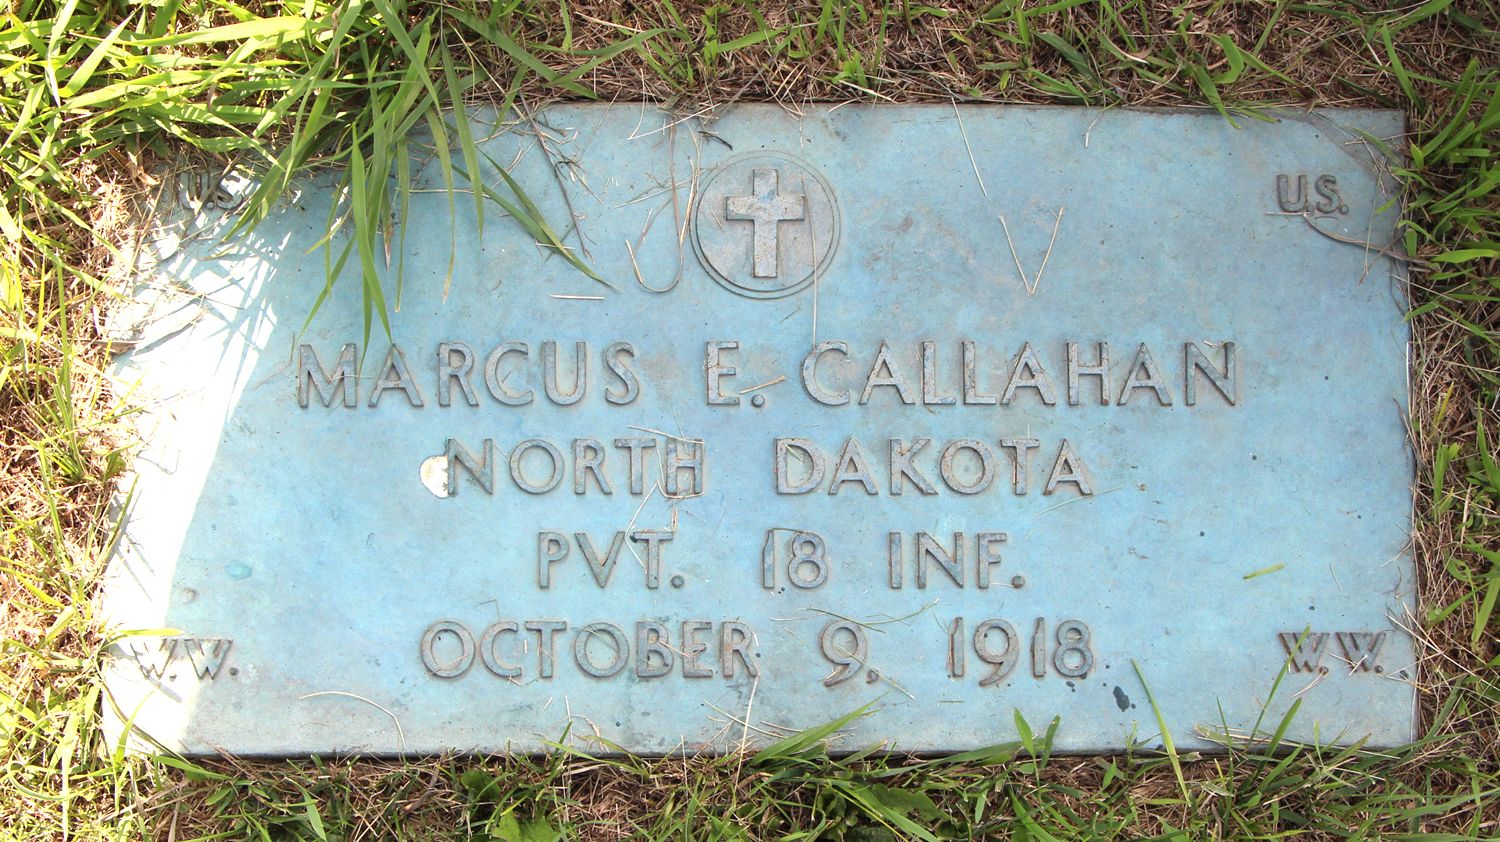 U.S. U.S.
MARCUS E. CALLAHAN
NORTH DAKOTA
PVT. 18 INF.
OCTOBER 9, 1918
W.W. W.W.